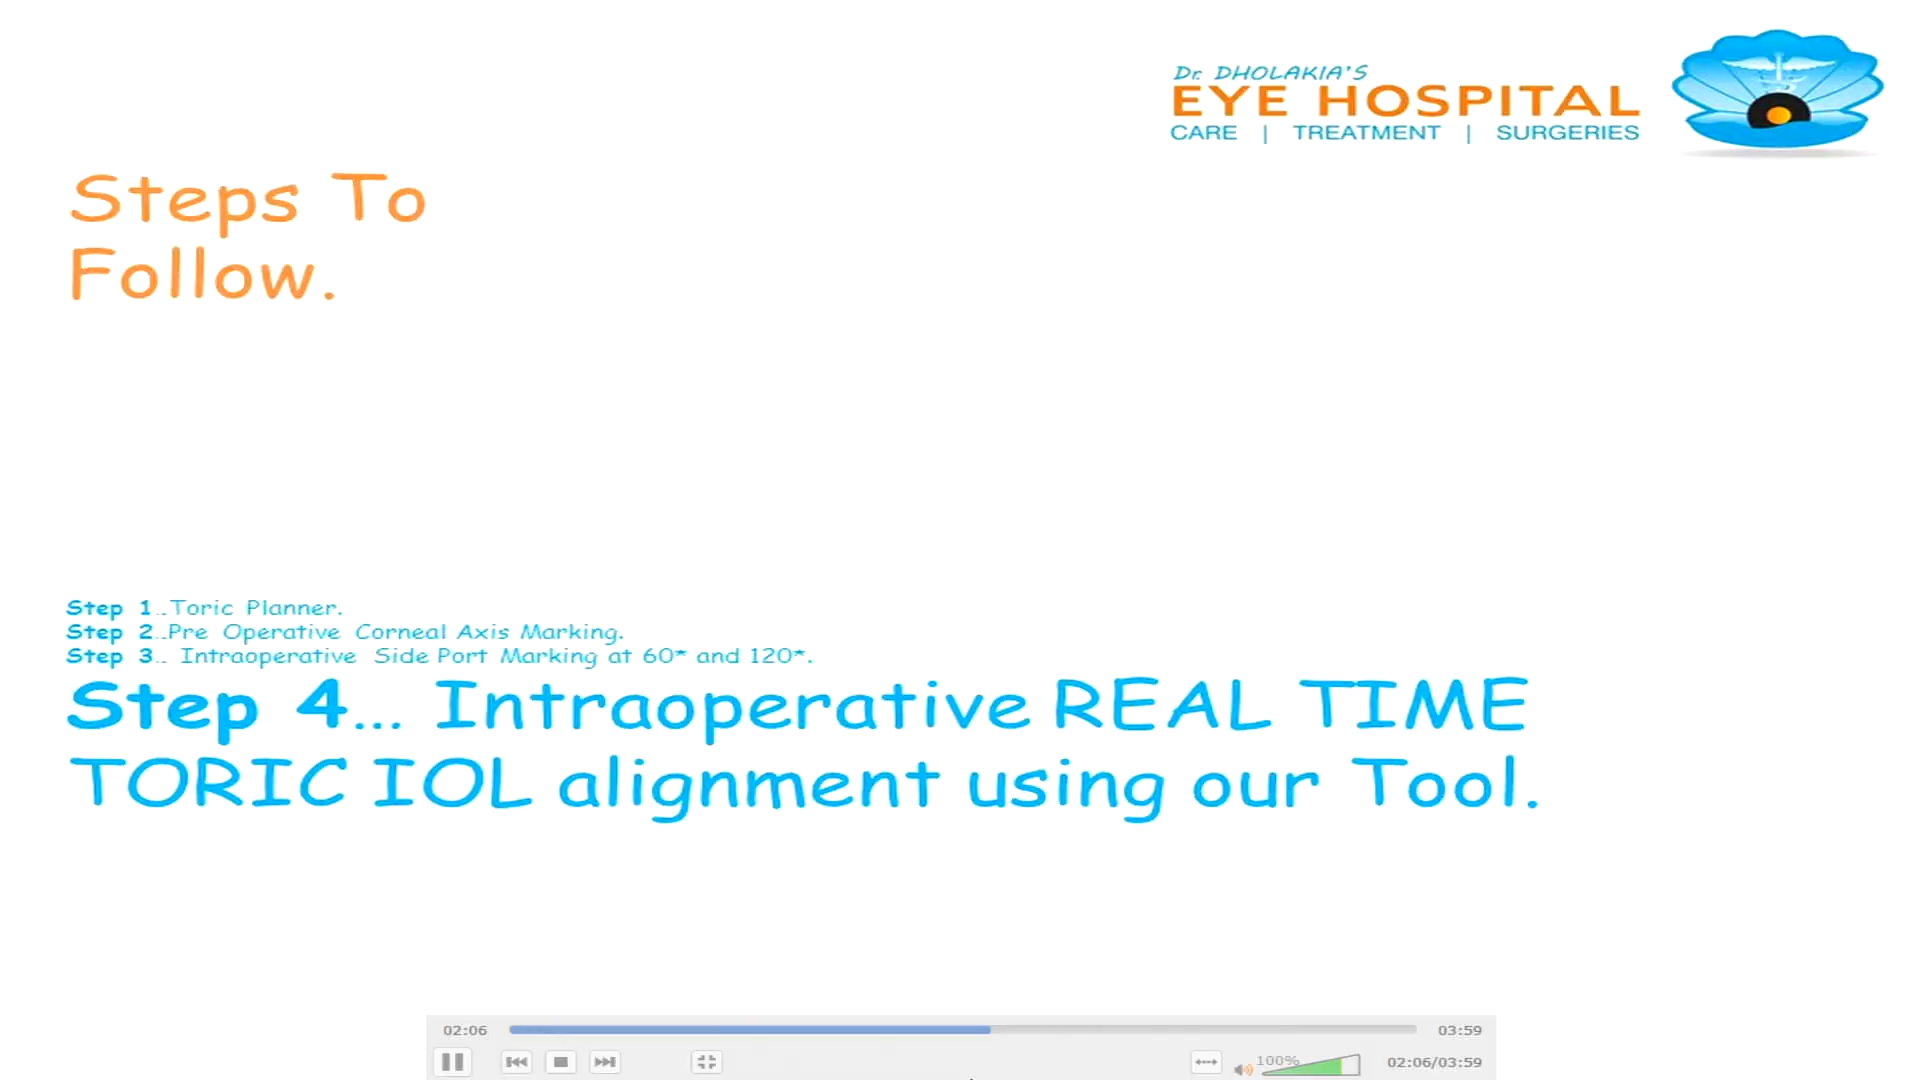 Dr. DHOLAKIA'S
EYE HOSPITAL
CARE | TREATMENT | SURGERIES
Steps To
Follow.
Step 1...Toric Planner.
Step 2...Pre Operative Corneal Axis Marking.
Step 3... Intraoperative Side Port Marking at 60* and 120*.
Step 4... Intraoperative REAL TIME
TORIC IOL alignment using our Tool.
02:06
03:59
100%
02:06/03:59